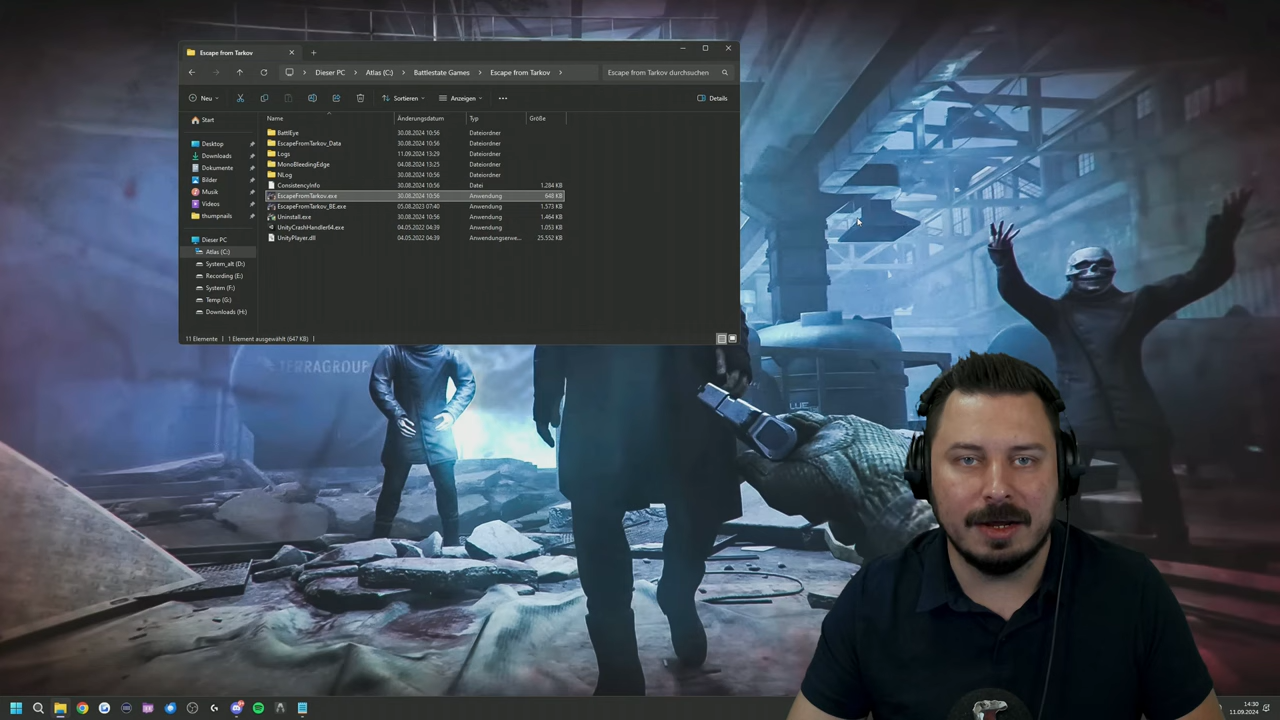 Escape from Tarkov
Dieser PC > Atlas (C:) > Battlestate Games > Escape from Tarkov >
Escape from Tarkov durchsuchen
Neu
Sortieren
Anzeigen
Details
Name Änderungsdatum Typ Größe
Start
Desktop
Downloads
Dokumente
Bilder
Musik
Videos
thumpnails
Dieser PC
Atlas (C:)
System_alt (D:)
Recording (E:)
System (F:)
Temp (G:)
Downloads (H:)
BattlEye 30.08.2024 10:56 Dateiordner
EscapeFromTarkov_Data 30.08.2024 10:56 Dateiordner
Logs 11.09.2024 13:29 Dateiordner
MonoBleedingEdge 04.08.2024 13:25 Dateiordner
NLog 30.08.2024 10:56 Dateiordner
ConsistencyInfo 30.08.2024 10:56 Datei 1.284 KB
EscapeFromTarkov.exe 30.08.2024 10:56 Anwendung 648 KB
EscapeFromTarkov_BE.exe 05.08.2023 07:40 Anwendung 1.573 KB
Uninstall.exe 30.08.2024 10:56 Anwendung 1.464 KB
UnityCrashHandler64.exe 04.05.2022 04:39 Anwendung 1.053 KB
UnityPlayer.dll 04.05.2022 04:39 Anwendungserwe... 25.552 KB
11 Elemente | 1 Element ausgewählt (647 KB) |
TERRAGROUP
14:30
11.09.2024